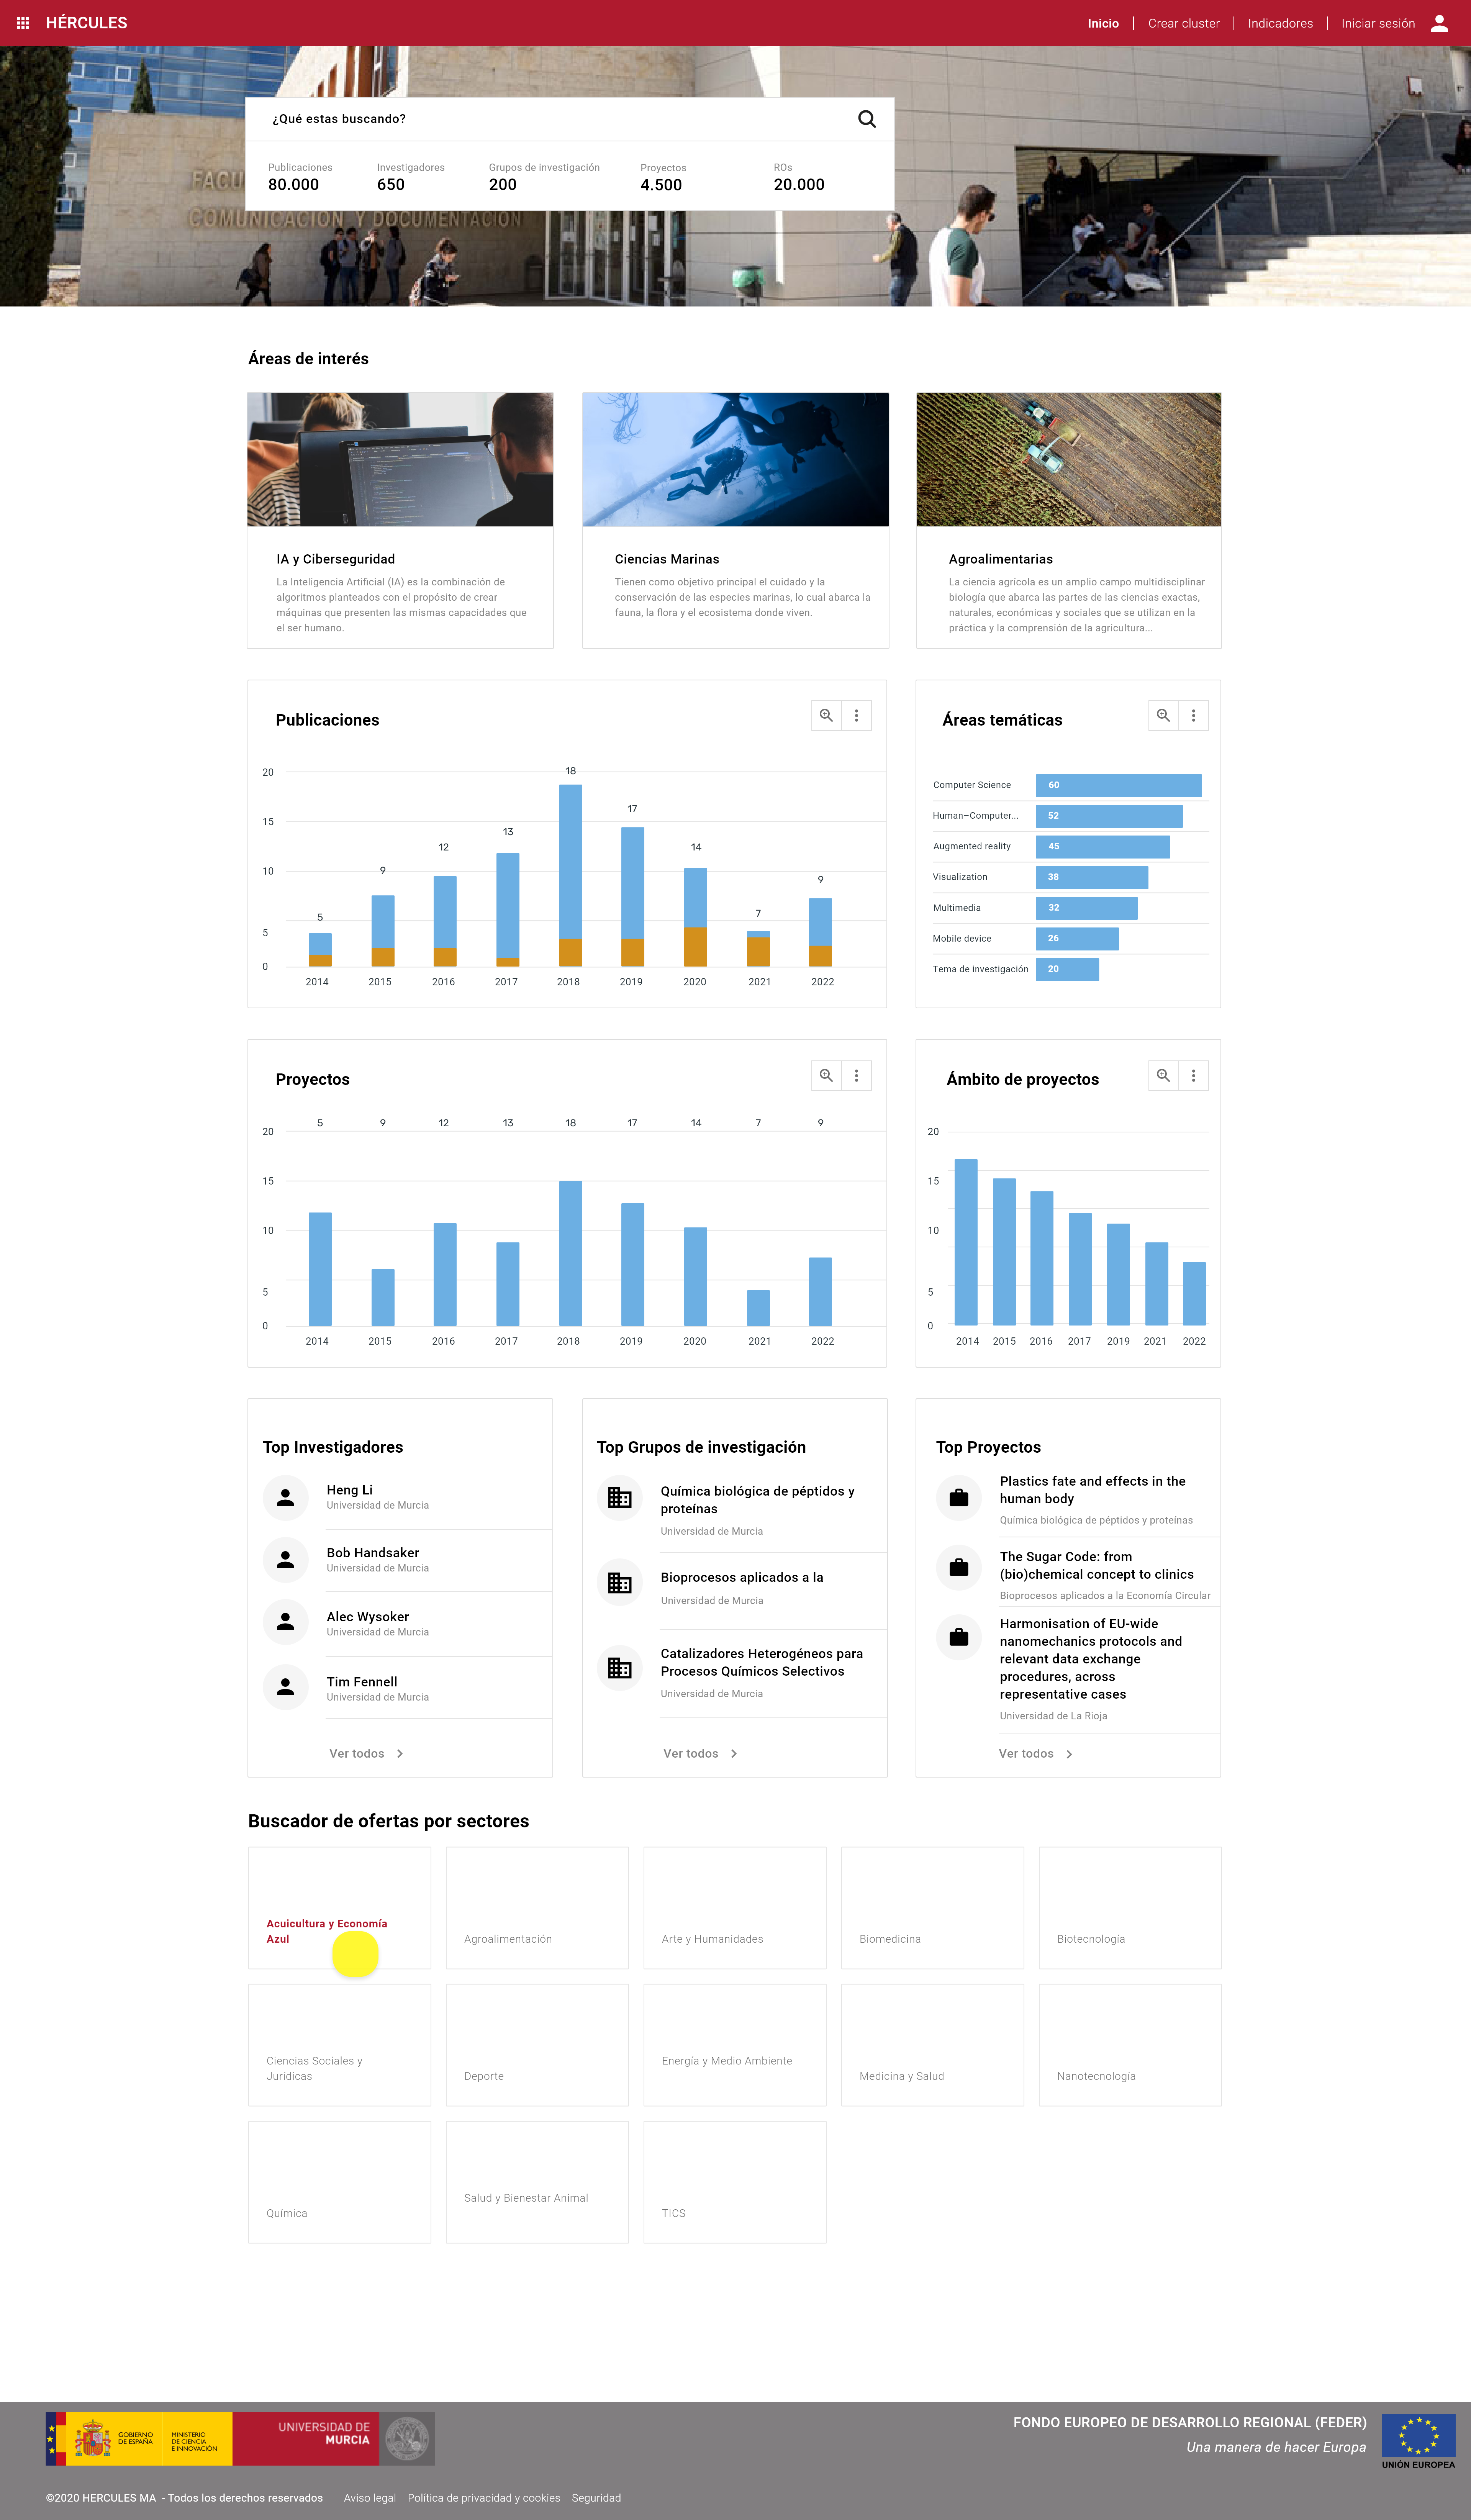 HÉRCULES
Inicio
Crear cluster
Indicadores
Iniciar sesión
¿Qué estas buscando?
Publicaciones
80.000
Investigadores
650
Grupos de investigación
200
Proyectos
4.500
ROs
20.000
FACU
COMUNICACIÓN Y DOCUMENTACIÓN
Áreas de interés
IA y Ciberseguridad
La Inteligencia Artificial (IA) es la combinación de
algoritmos planteados con el propósito de crear
máquinas que presenten las mismas capacidades que
el ser humano.
Ciencias Marinas
Tienen como objetivo principal el cuidado y la
conservación de las especies marinas, lo cual abarca la
fauna, la flora y el ecosistema donde viven.
Agroalimentarias
La ciencia agrícola es un amplio campo multidisciplinar
biología que abarca las partes de las ciencias exactas,
naturales, económicas y sociales que se utilizan en la
práctica y la comprensión de la agricultura...
Publicaciones
20
15
10
5
0
5
9
12
13
18
17
14
7
9
2014
2015
2016
2017
2018
2019
2020
2021
2022
Áreas temáticas
Computer Science
60
Human–Computer...
52
Augmented reality
45
Visualization
38
Multimedia
32
Mobile device
26
Tema de investigación
20
Proyectos
5
9
12
13
18
17
14
7
9
20
15
10
5
0
2014
2015
2016
2017
2018
2019
2020
2021
2022
Ámbito de proyectos
20
15
10
5
0
2014
2015
2016
2017
2019
2021
2022
Top Investigadores
Heng Li
Universidad de Murcia
Bob Handsaker
Universidad de Murcia
Alec Wysoker
Universidad de Murcia
Tim Fennell
Universidad de Murcia
Ver todos
Top Grupos de investigación
Química biológica de péptidos y
proteínas
Universidad de Murcia
Bioprocesos aplicados a la
Universidad de Murcia
Catalizadores Heterogéneos para
Procesos Químicos Selectivos
Universidad de Murcia
Ver todos
Top Proyectos
Plastics fate and effects in the
human body
Química biológica de péptidos y proteínas
The Sugar Code: from
(bio)chemical concept to clinics
Bioprocesos aplicados a la Economía Circular
Harmonisation of EU-wide
nanomechanics protocols and
relevant data exchange
procedures, across
representative cases
Universidad de La Rioja
Ver todos
Buscador de ofertas por sectores
Acuicultura y Economía
Azul
Agroalimentación
Arte y Humanidades
Biomedicina
Biotecnología
Ciencias Sociales y
Jurídicas
Deporte
Energía y Medio Ambiente
Medicina y Salud
Nanotecnología
Química
Salud y Bienestar Animal
TICS
GOBIERNO
DE ESPAÑA
MINISTERIO
DE CIENCIA
E INNOVACIÓN
UNIVERSIDAD DE
MURCIA
FONDO EUROPEO DE DESARROLLO REGIONAL (FEDER)
Una manera de hacer Europa
UNIÓN EUROPEA
©2020 HERCULES MA - Todos los derechos reservados
Aviso legal
Política de privacidad y cookies
Seguridad